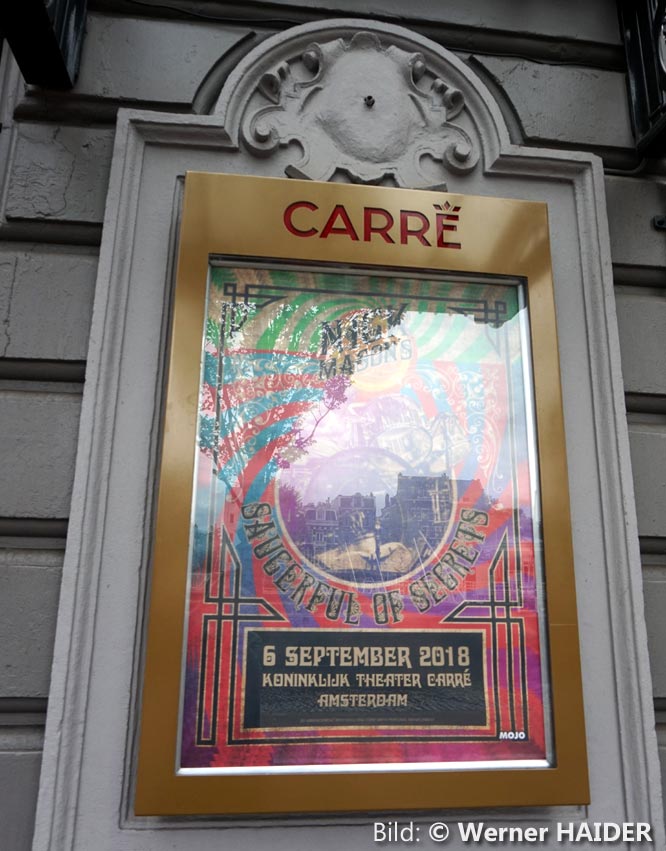 CARRÉ
NICK
MASON'S
SAUCERFUL OF SECRETS
6 SEPTEMBER 2018
KONINKLIJK THEATER CARRÉ
AMSTERDAM
MOJO
Bild: © Werner HAIDER